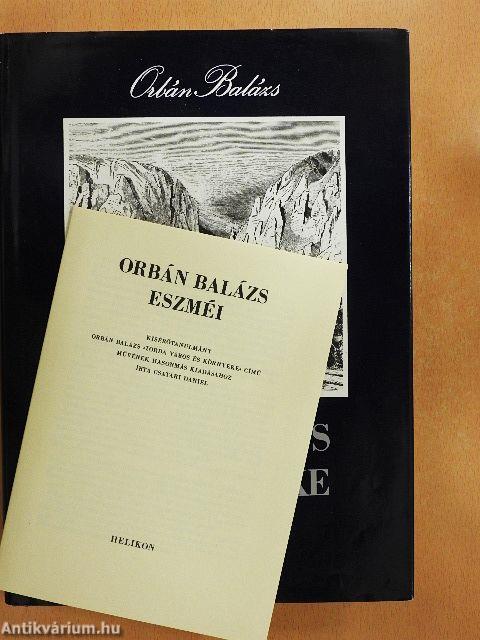 Orbán Balázs
ORBÁN BALÁZS
ESZMÉI
KISÉRŐTANULMÁNY
ORBÁN BALÁZS »TORDA VÁROS ÉS KÖRNYÉKE« CÍMŰ
MŰVÉNEK HASONMÁS KIADÁSÁHOZ
ÍRTA CSATÁRI DÁNIEL
HELIKON
S
KE
Antikvárium.hu